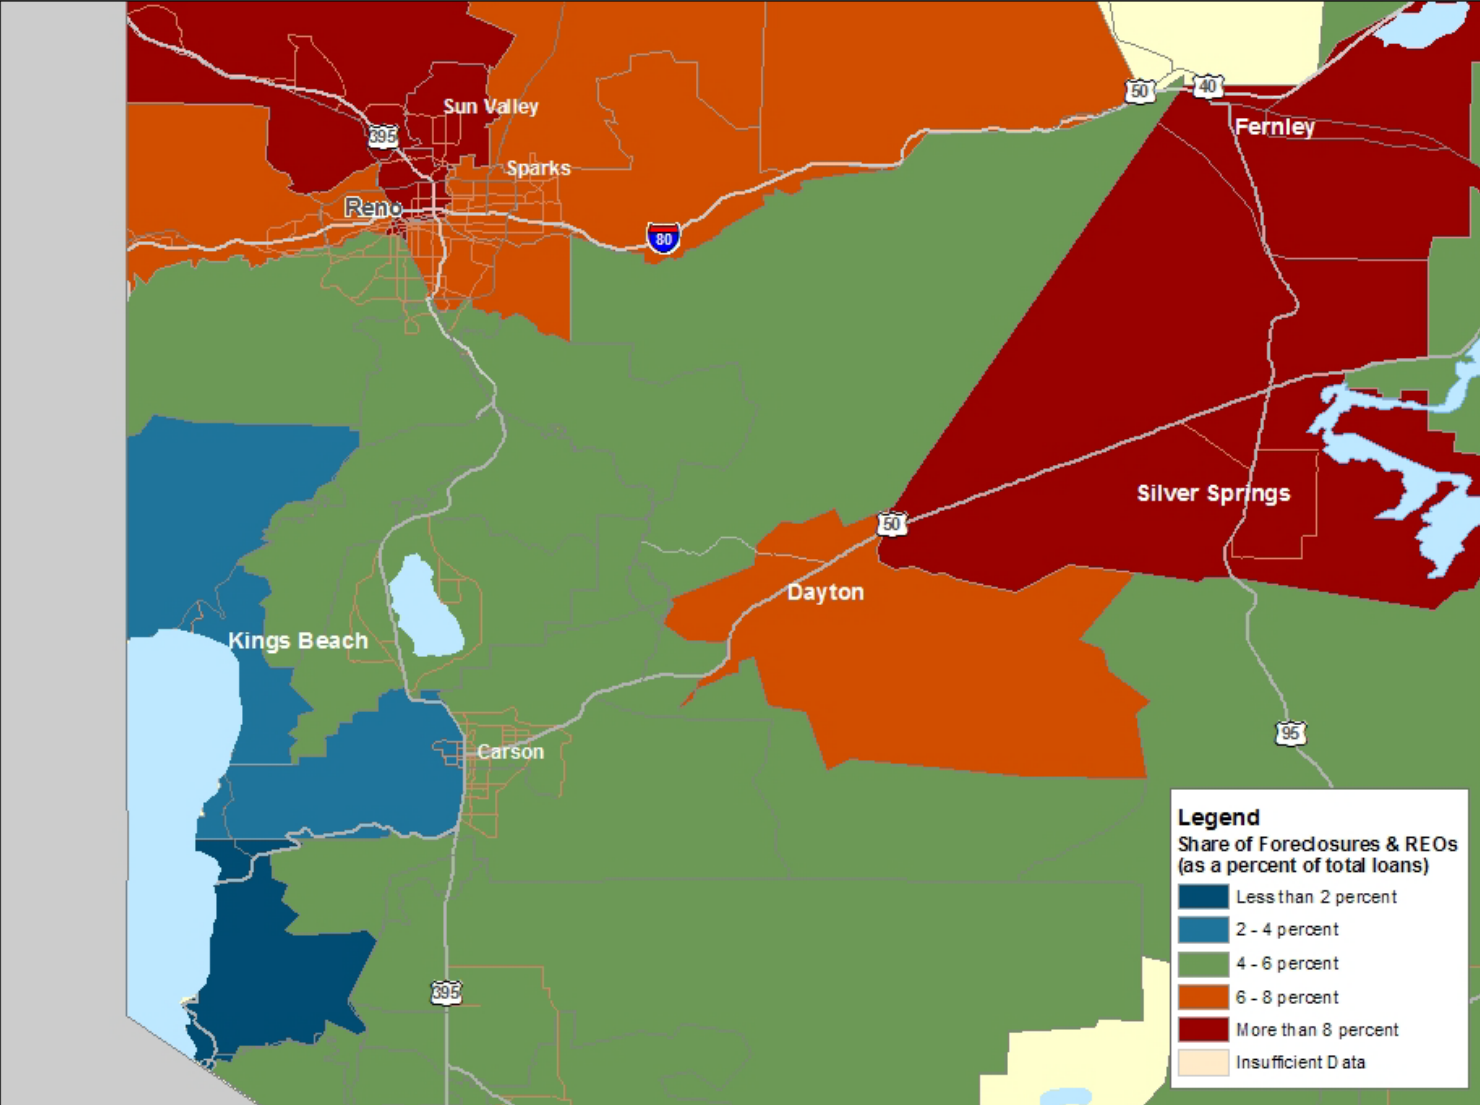 50
40
Sun Valley
Fernley
395
Sparks
Reno
80
Silver Springs
50
Dayton
Kings Beach
95
Carson
Legend
Share of Foreclosures & REOs
(as a percent of total loans)
Less than 2 percent
2 - 4 percent
4 - 6 percent
6 - 8 percent
More than 8 percent
Insufficient Data
395